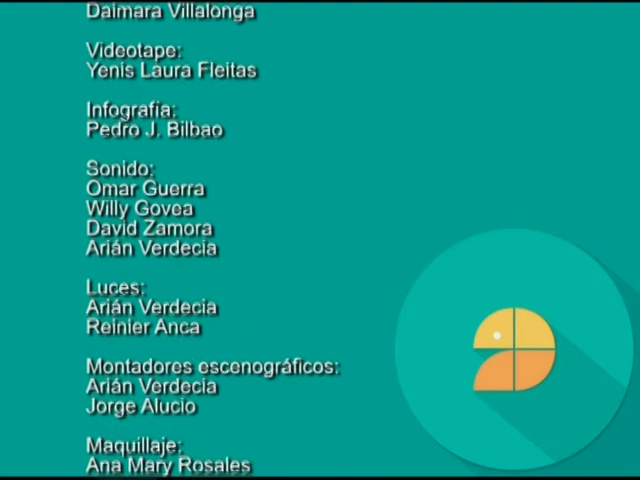 Daimara Villalonga
Videotape:
Yenis Laura Fleitas
Infografía:
Pedro J. Bilbao
Sonido:
Omar Guerra
Willy Govea
David Zamora
Arián Verdecia
Luces:
Arián Verdecia
Reinier Anca
Montadores escenográficos:
Arián Verdecia
Jorge Alucio
Maquillaje:
Ana Mary Rosales